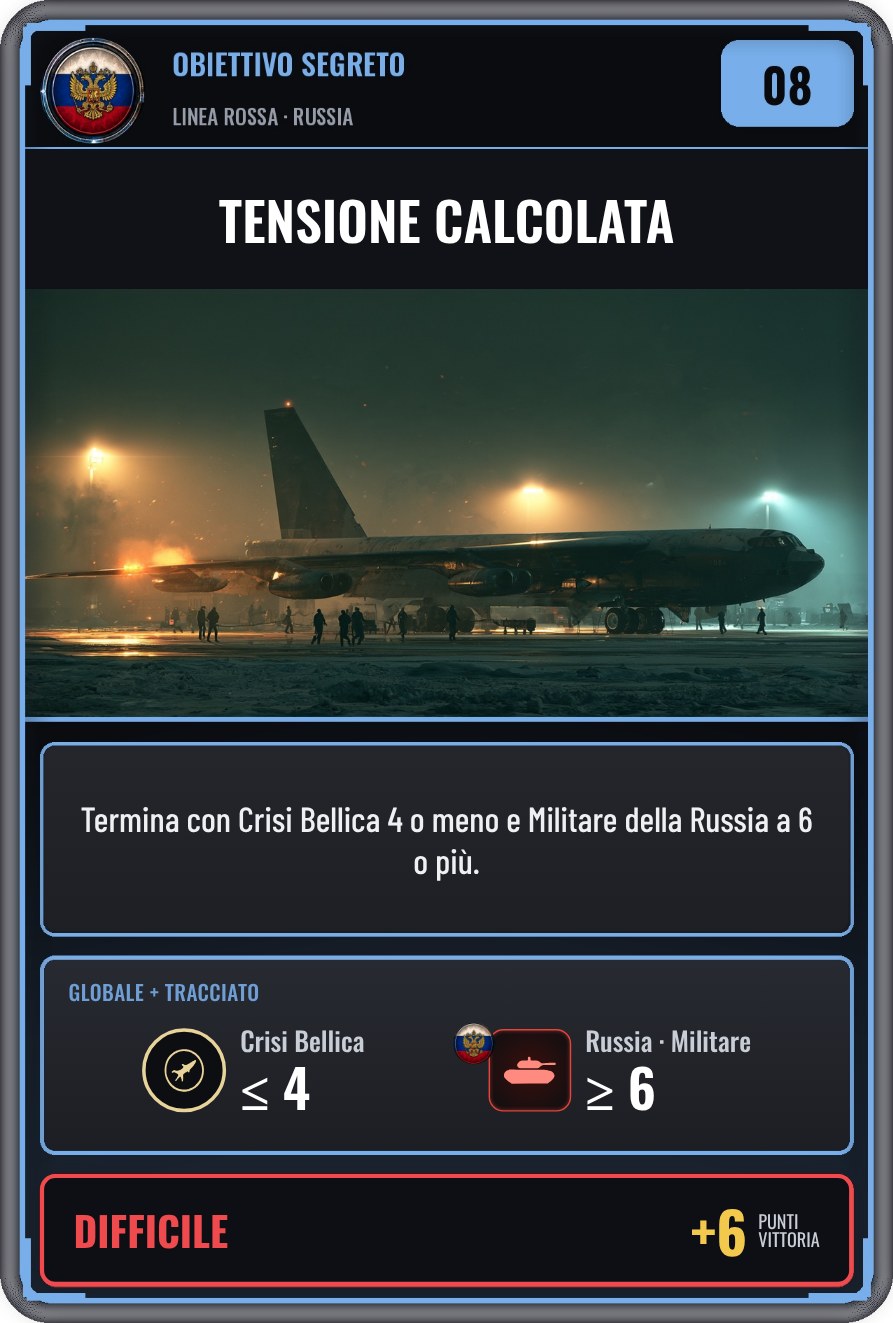 OBIETTIVO SEGRETO
LINEA ROSSA · RUSSIA
08
TENSIONE CALCOLATA
Termina con Crisi Bellica 4 o meno e Militare della Russia a 6
o più.
GLOBALE + TRACCIATO
Crisi Bellica
≤ 4
Russia · Militare
≥ 6
DIFFICILE
+6
PUNTI
VITTORIA